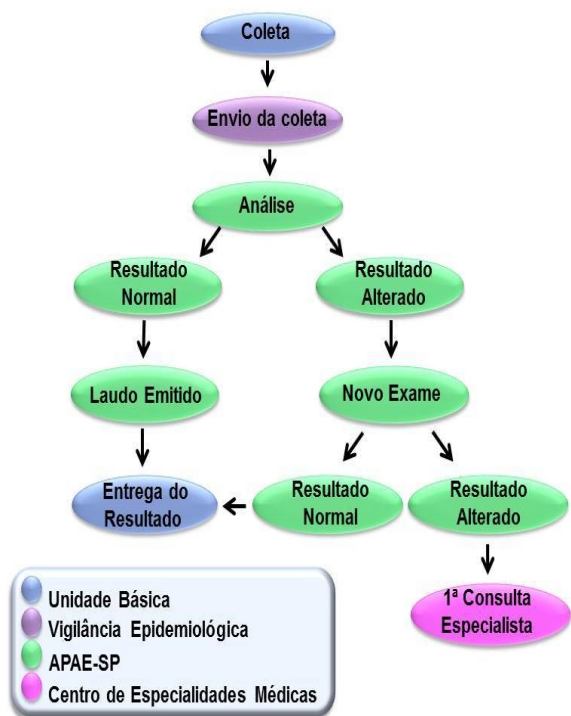 Coleta
Envio da coleta
Análise
Resultado
Normal
Resultado
Alterado
Laudo Emitido
Novo Exame
Entrega do
Resultado
Resultado
Normal
Resultado
Alterado
1ª Consulta
Especialista
Unidade Básica
Vigilância Epidemiológica
APAE-SP
Centro de Especialidades Médicas